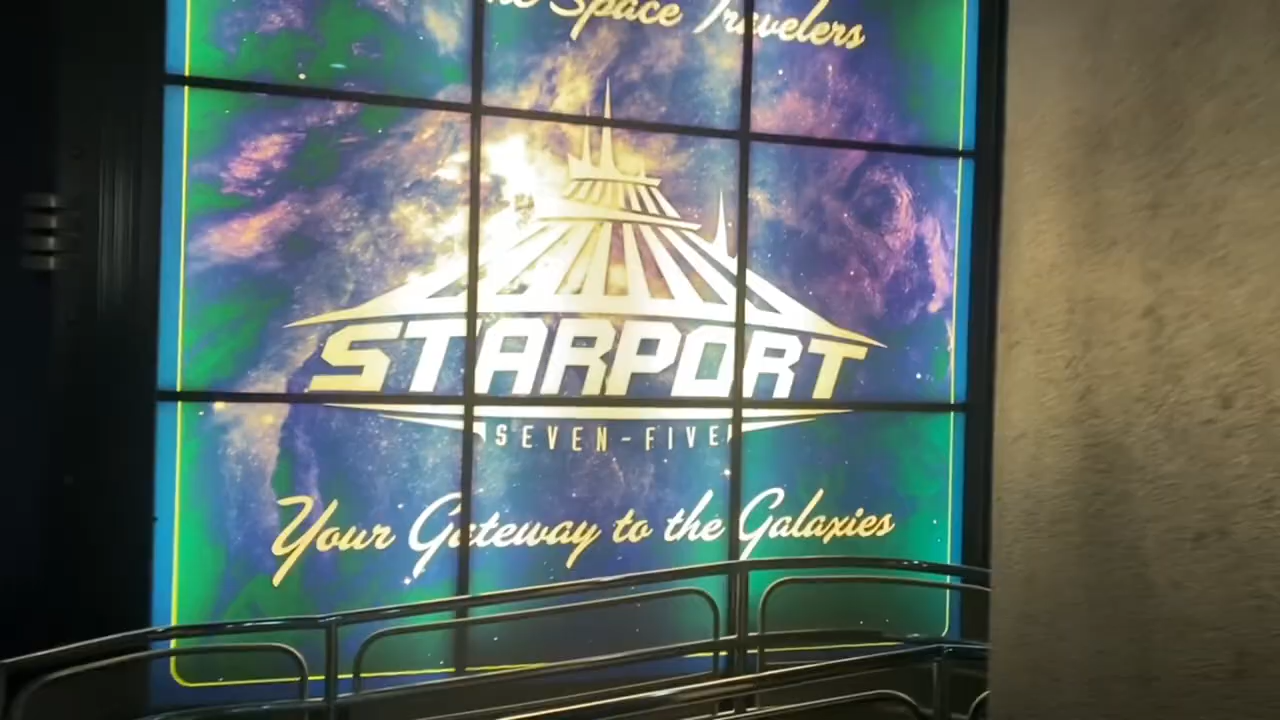 Space Travelers
STARPORT
SEVEN-FIVE
Your Gateway to the Galaxies